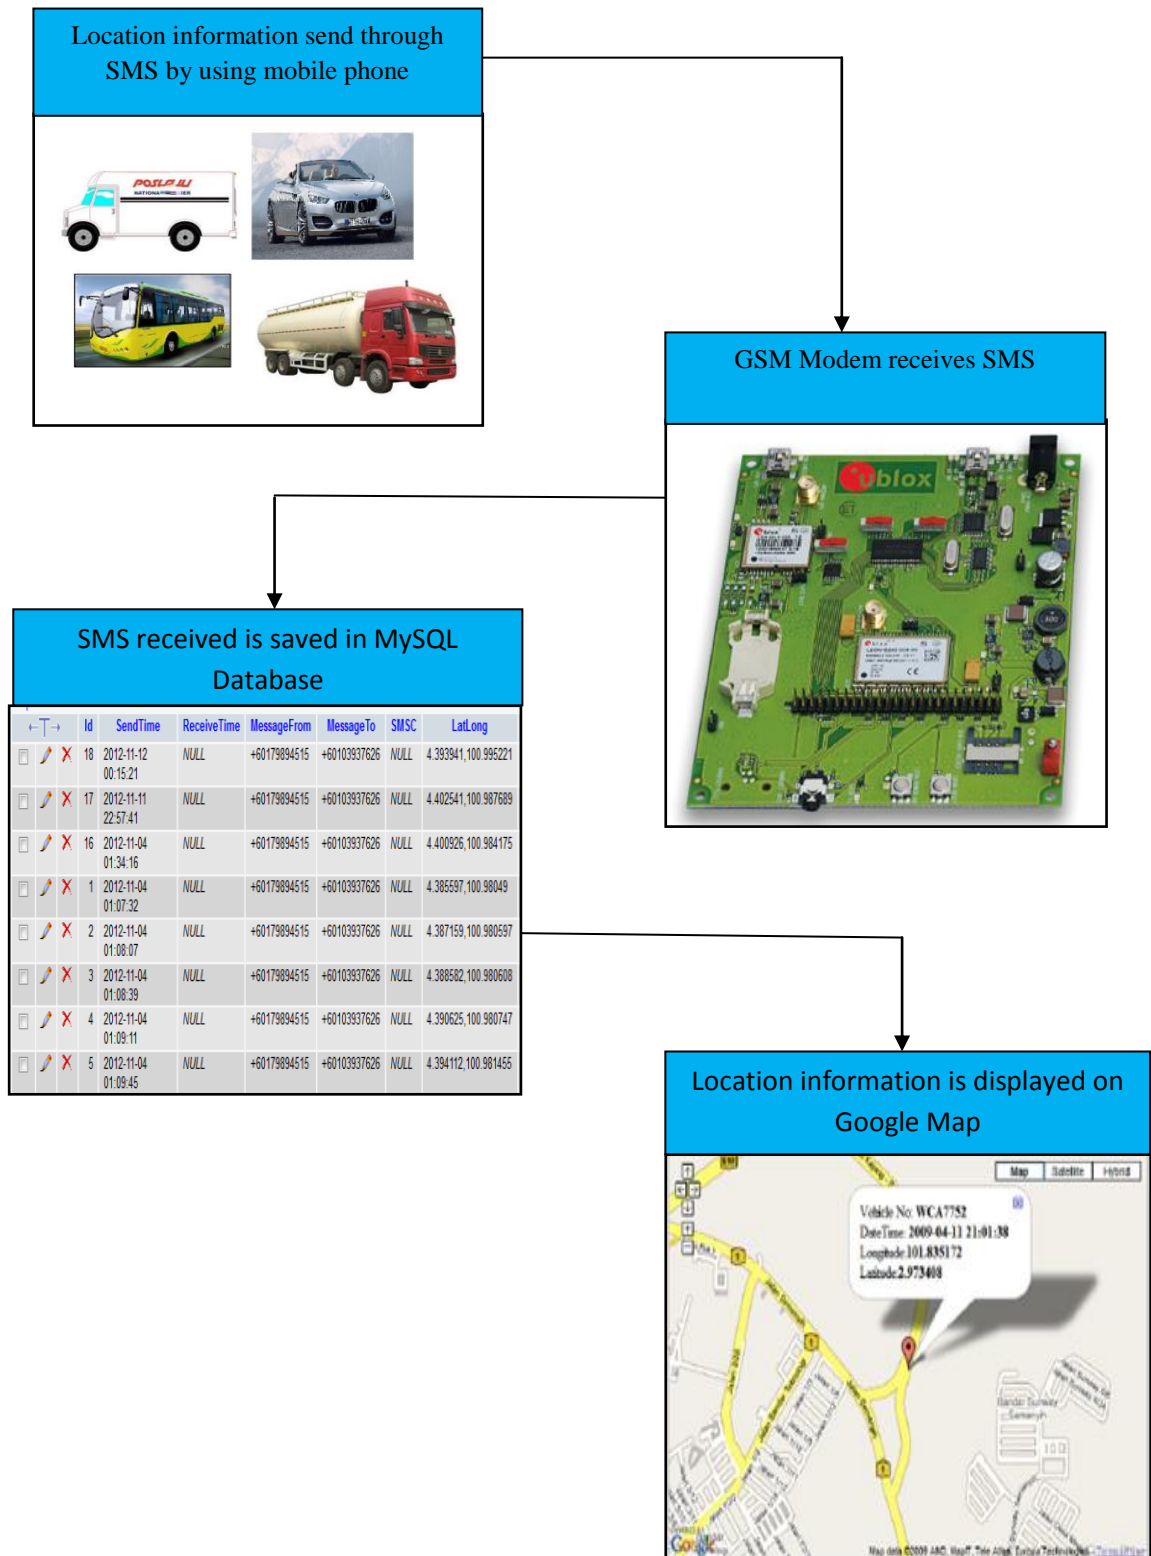 Location information send through
SMS by using mobile phone
GSM Modem receives SMS
ublox
SMS received is saved in MySQL
Database
Id SendTime ReceiveTime MessageFrom MessageTo SMSC LatLong
18 2012-11-12 00:15:21 NULL +60179894515 +60103937626 NULL 4.393941,100.995221
17 2012-11-11 22:57:41 NULL +60179894515 +60103937626 NULL 4.402541,100.987689
16 2012-11-04 01:34:16 NULL +60179894515 +60103937626 NULL 4.400926,100.984175
1 2012-11-04 01:07:32 NULL +60179894515 +60103937626 NULL 4.385597,100.98049
2 2012-11-04 01:08:07 NULL +60179894515 +60103937626 NULL 4.387159,100.980597
3 2012-11-04 01:08:39 NULL +60179894515 +60103937626 NULL 4.388582,100.980608
4 2012-11-04 01:09:11 NULL +60179894515 +60103937626 NULL 4.390625,100.980747
5 2012-11-04 01:09:45 NULL +60179894515 +60103937626 NULL 4.394112,100.981455
Location information is displayed on
Google Map
Map Satellite Hybrid
Vehicle No: WCA7752
DateTime: 2009-04-11 21:01:38
Longitude:101.835172
Latitude:2.973408
Jalan Semenyih
Bandar Sunway
Semenyih
Google